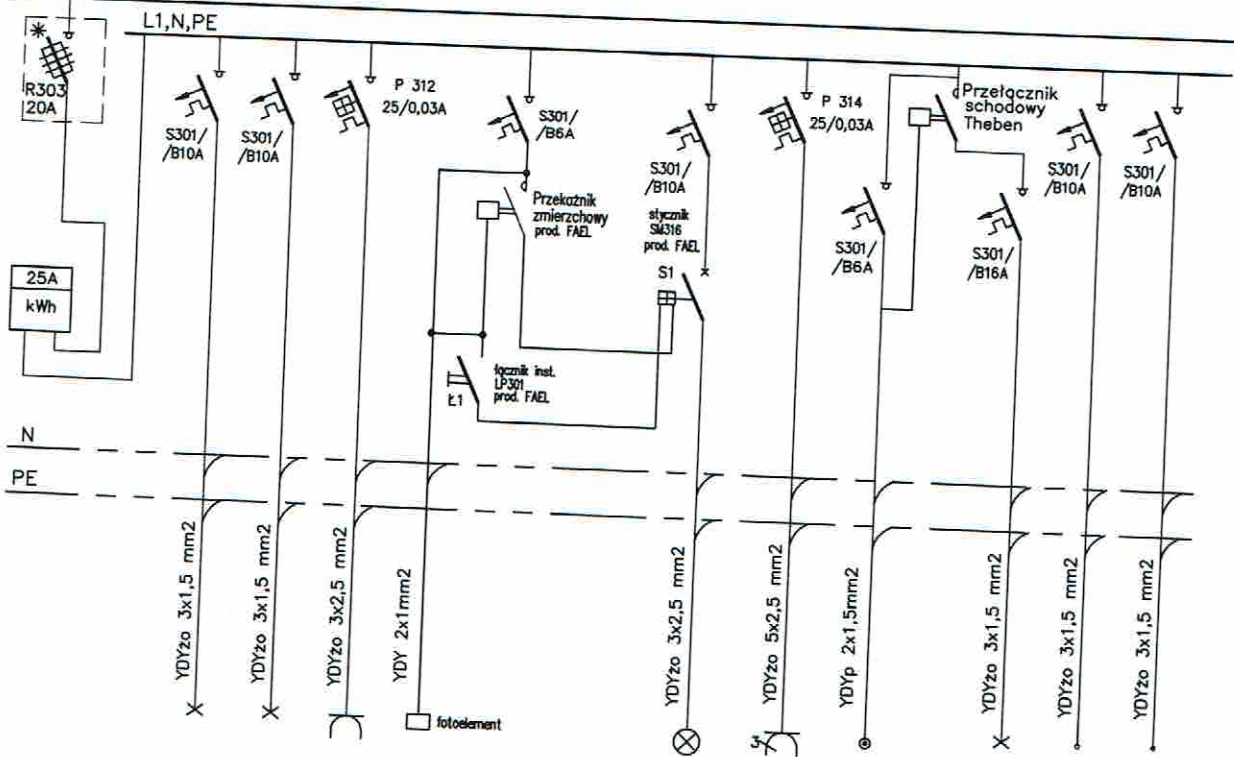 L1,N,PE
*
R303
20A
S301/
/B10A
S301/
/B10A
P 312
25/0,03A
S301/
/B6A
S301/
/B10A
P 314
25/0,03A
Przełącznik
schodowy
Theben
S301/
/B10A
S301/
/B10A
Przekaźnik
zmierzchowy
prod. FAEL
stycznik
SM316
prod. FAEL
S1
S301/
/B6A
S301/
/B16A
25A
kWh
łącznik inst.
LP301
prod. FAEL
Ł1
N
PE
YDYżo 3x1,5 mm2
YDYżo 3x1,5 mm2
YDYżo 3x2,5 mm2
YDY 2x1mm2
YDYżo 3x2,5 mm2
YDYżo 5x2,5 mm2
YDYp 2x1,5mm2
YDYżo 3x1,5 mm2
YDYżo 3x1,5 mm2
YDYżo 3x1,5 mm2
fotoelement
3